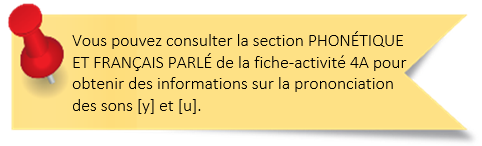 Vous pouvez consulter la section PHONÉTIQUE
ET FRANÇAIS PARLÉ de la fiche-activité 4A pour
obtenir des informations sur la prononciation
des sons [y] et [u].